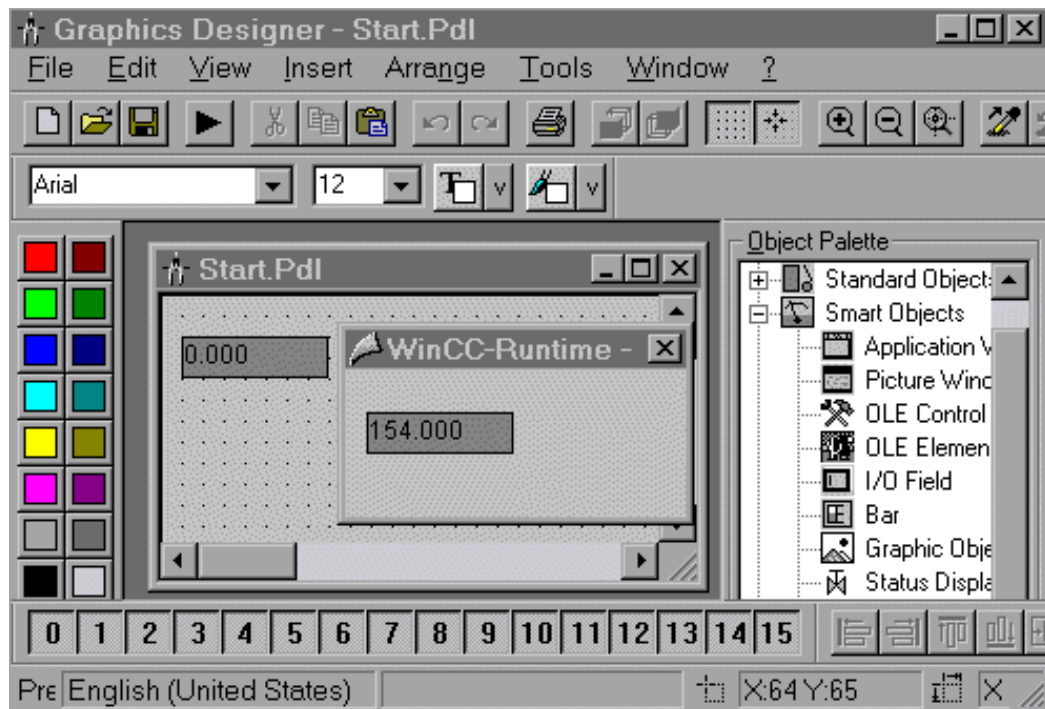 Graphics Designer - Start.Pdl
File Edit View Insert Arrange Tools Window ?
Arial 12 T v v
Object Palette
Start.Pdl
Standard Object
Smart Objects
0.000
WinCC-Runtime -
Application
Picture Wind
154.000
OLE Control
OLE Elemen
I/O Field
Bar
Graphic Obje
Status Displa
0 1 2 3 4 5 6 7 8 9 10 11 12 13 14 15
Pre English (United States) X:64 Y:65 X